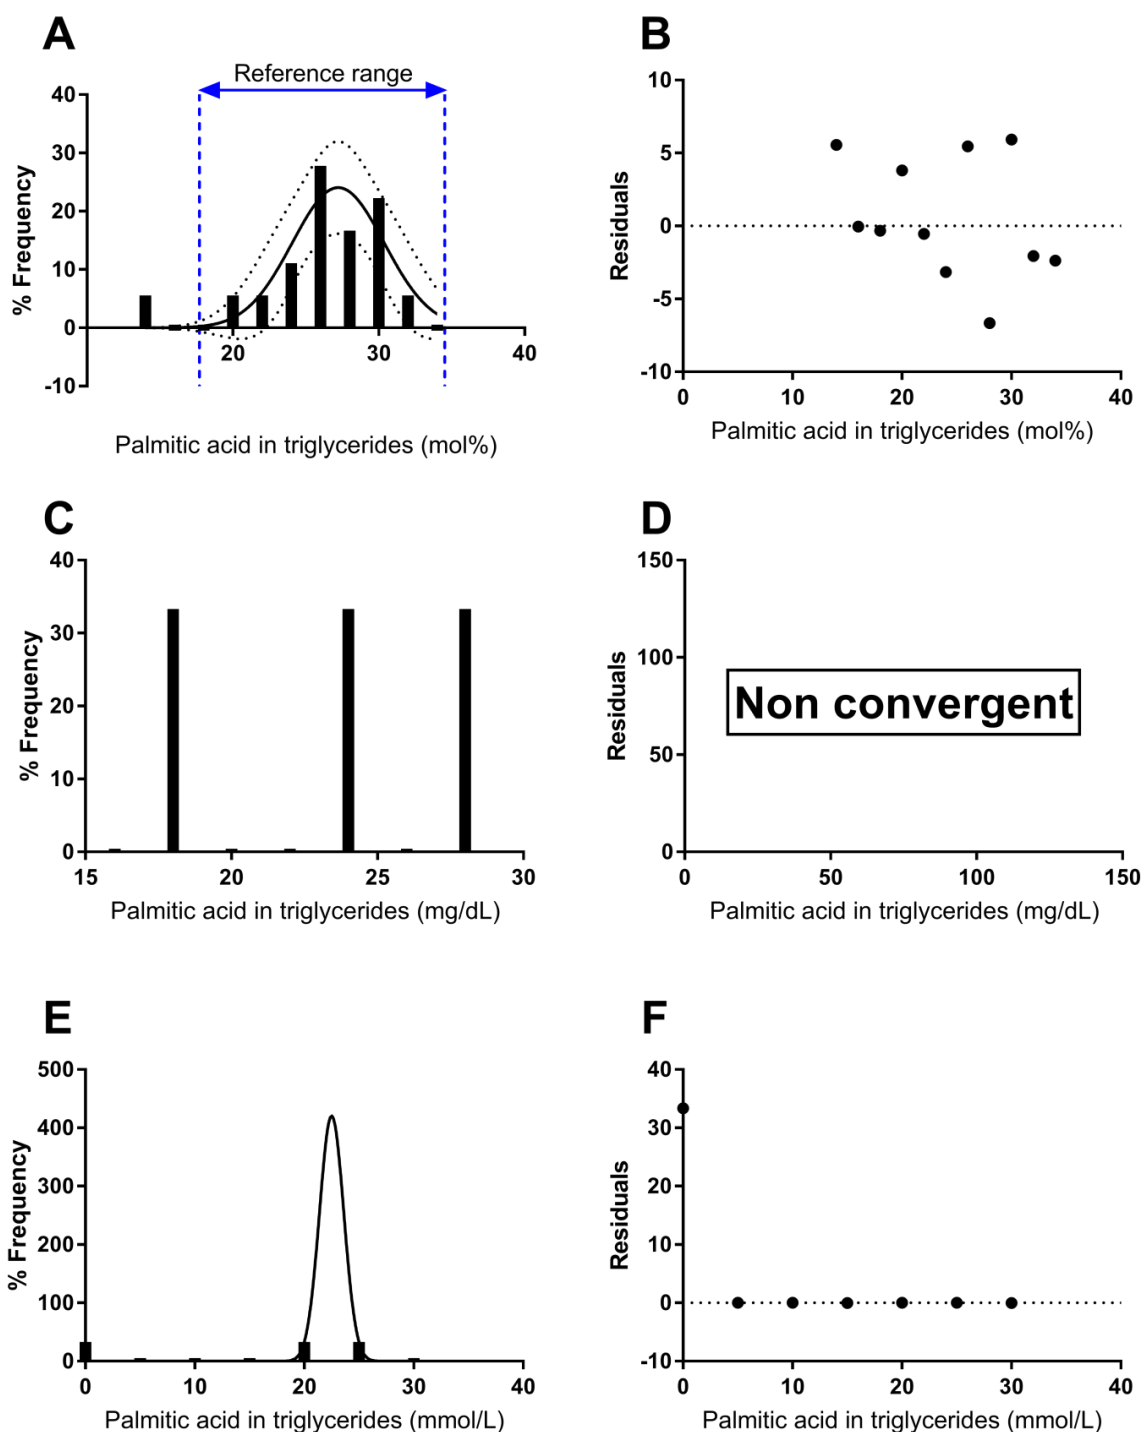 A
Reference range
40
30
20
10
0
-10
% Frequency
20
30
40
Palmitic acid in triglycerides (mol%)
B
10
5
0
-5
-10
Residuals
0
10
20
30
40
Palmitic acid in triglycerides (mol%)
C
40
30
20
10
0
% Frequency
15
20
25
30
Palmitic acid in triglycerides (mg/dL)
D
150
100
50
0
Residuals
Non convergent
0
50
100
150
Palmitic acid in triglycerides (mg/dL)
E
500
400
300
200
100
0
% Frequency
0
10
20
30
40
Palmitic acid in triglycerides (mmol/L)
F
40
30
20
10
0
-10
Residuals
0
10
20
30
40
Palmitic acid in triglycerides (mmol/L)